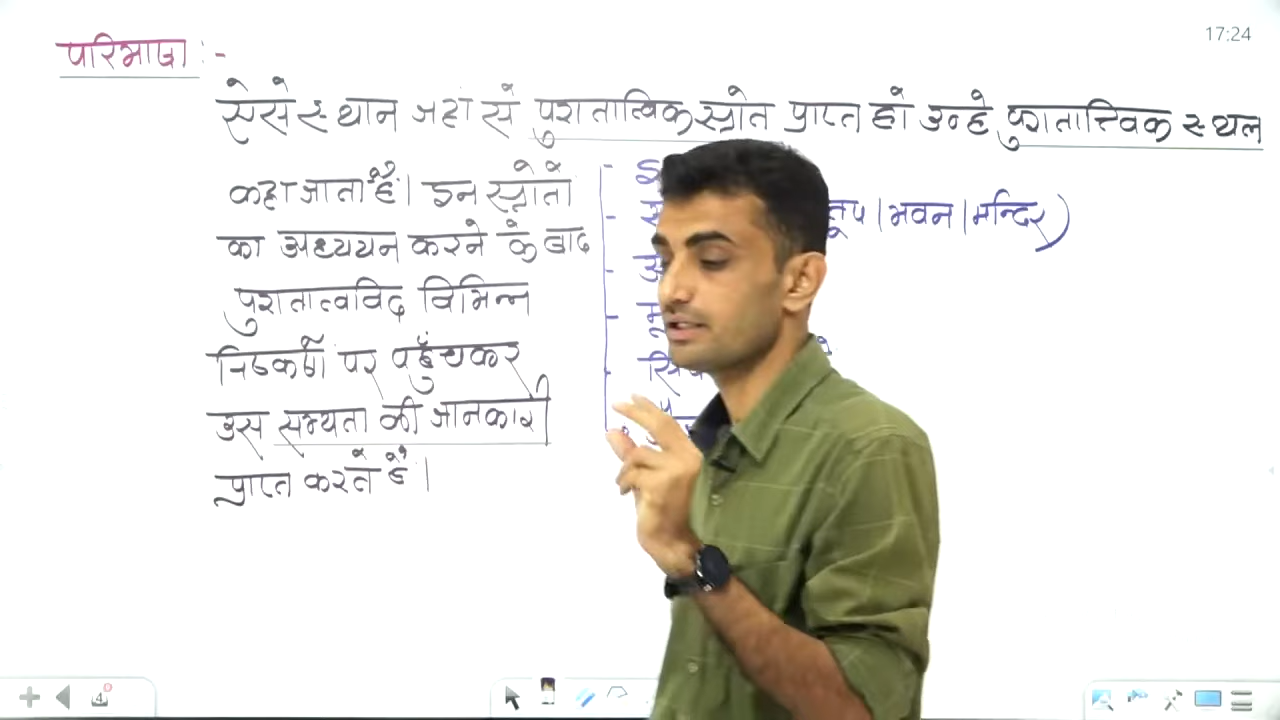 17:24
परिभाषा :-
ऐसे स्थान जहां से पुरातात्विक स्त्रोत प्राप्त हो उन्हे पुरातात्त्विक स्थल
कहा जाता है। इन स्त्रोतों
का अध्ययन करने के बाद
पुरातात्वविद विभिन्न
निष्कर्षो पर पहुँचकर
उस सभ्यता की जानकारी
प्राप्त करते है।
तूप | भवन | मन्दिर)
4